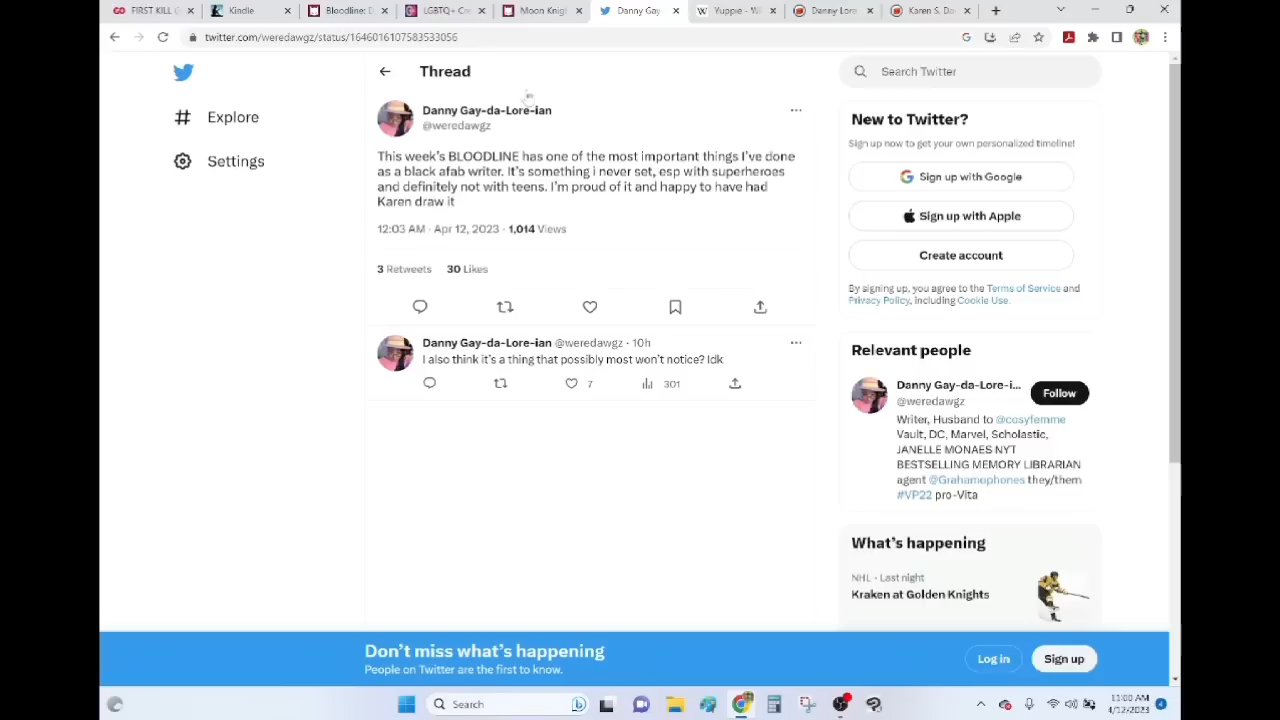 FIRST KILL G
Kindle
Bloodline: D
LGBTQ+ Cr
Moon Knigl
Danny Gay
Yuppie - Wi
Danny Lore
Karen S. Da
twitter.com/weredawgz/status/1646016107583533056
Explore
Settings
Thread
Danny Gay-da-Lore-ian
@weredawgz
This week's BLOODLINE has one of the most important things I've done
as a black afab writer. It's something i never set, esp with superheroes
and definitely not with teens. I'm proud of it and happy to have had
Karen draw it
12:03 AM · Apr 12, 2023 · 1,014 Views
3 Retweets 30 Likes
Danny Gay-da-Lore-ian @weredawgz · 10h
I also think it's a thing that possibly most won't notice? Idk
7 301
Search Twitter
New to Twitter?
Sign up now to get your own personalized timeline!
Sign up with Google
Sign up with Apple
Create account
By signing up, you agree to the Terms of Service and
Privacy Policy, including Cookie Use.
Relevant people
Danny Gay-da-Lore-i...
@weredawgz
Follow
Writer, Husband to @cosyfemme
Vault, DC, Marvel, Scholastic,
JANELLE MONAES NYT
BESTSELLING MEMORY LIBRARIAN
agent @Grahamophones they/them
#VP22 pro-Vita
What's happening
NHL · Last night
Kraken at Golden Knights
Don't miss what's happening
People on Twitter are the first to know.
Log in
Sign up
Search
11:00 AM
4/12/2023